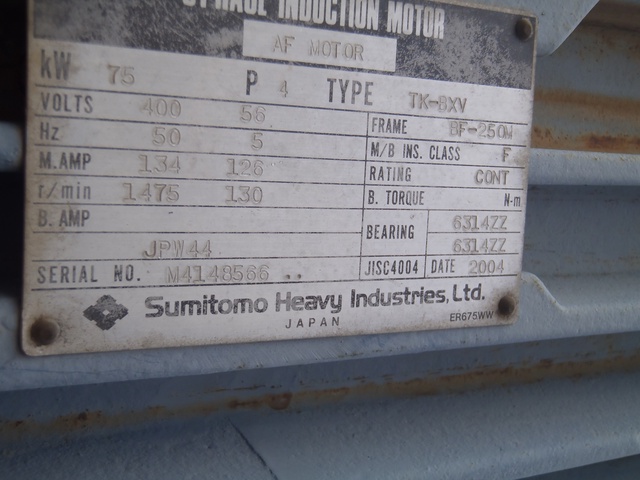 INDUCTION MOTOR
AF MOTOR
kW 75 P 4 TYPE TK-8XV
VOLTS 400 56
FRAME BF-250W
Hz 50 5
M/B INS. CLASS F
M.AMP 134 126
RATING CONT
r/min 1475 130
B. TORQUE N-m
B. AMP
BEARING 6314ZZ
6314ZZ
JPW44
SERIAL NO. M4148566 ..
JISC4004 DATE 2004
Sumitomo Heavy Industries, Ltd.
JAPAN
ER675WW